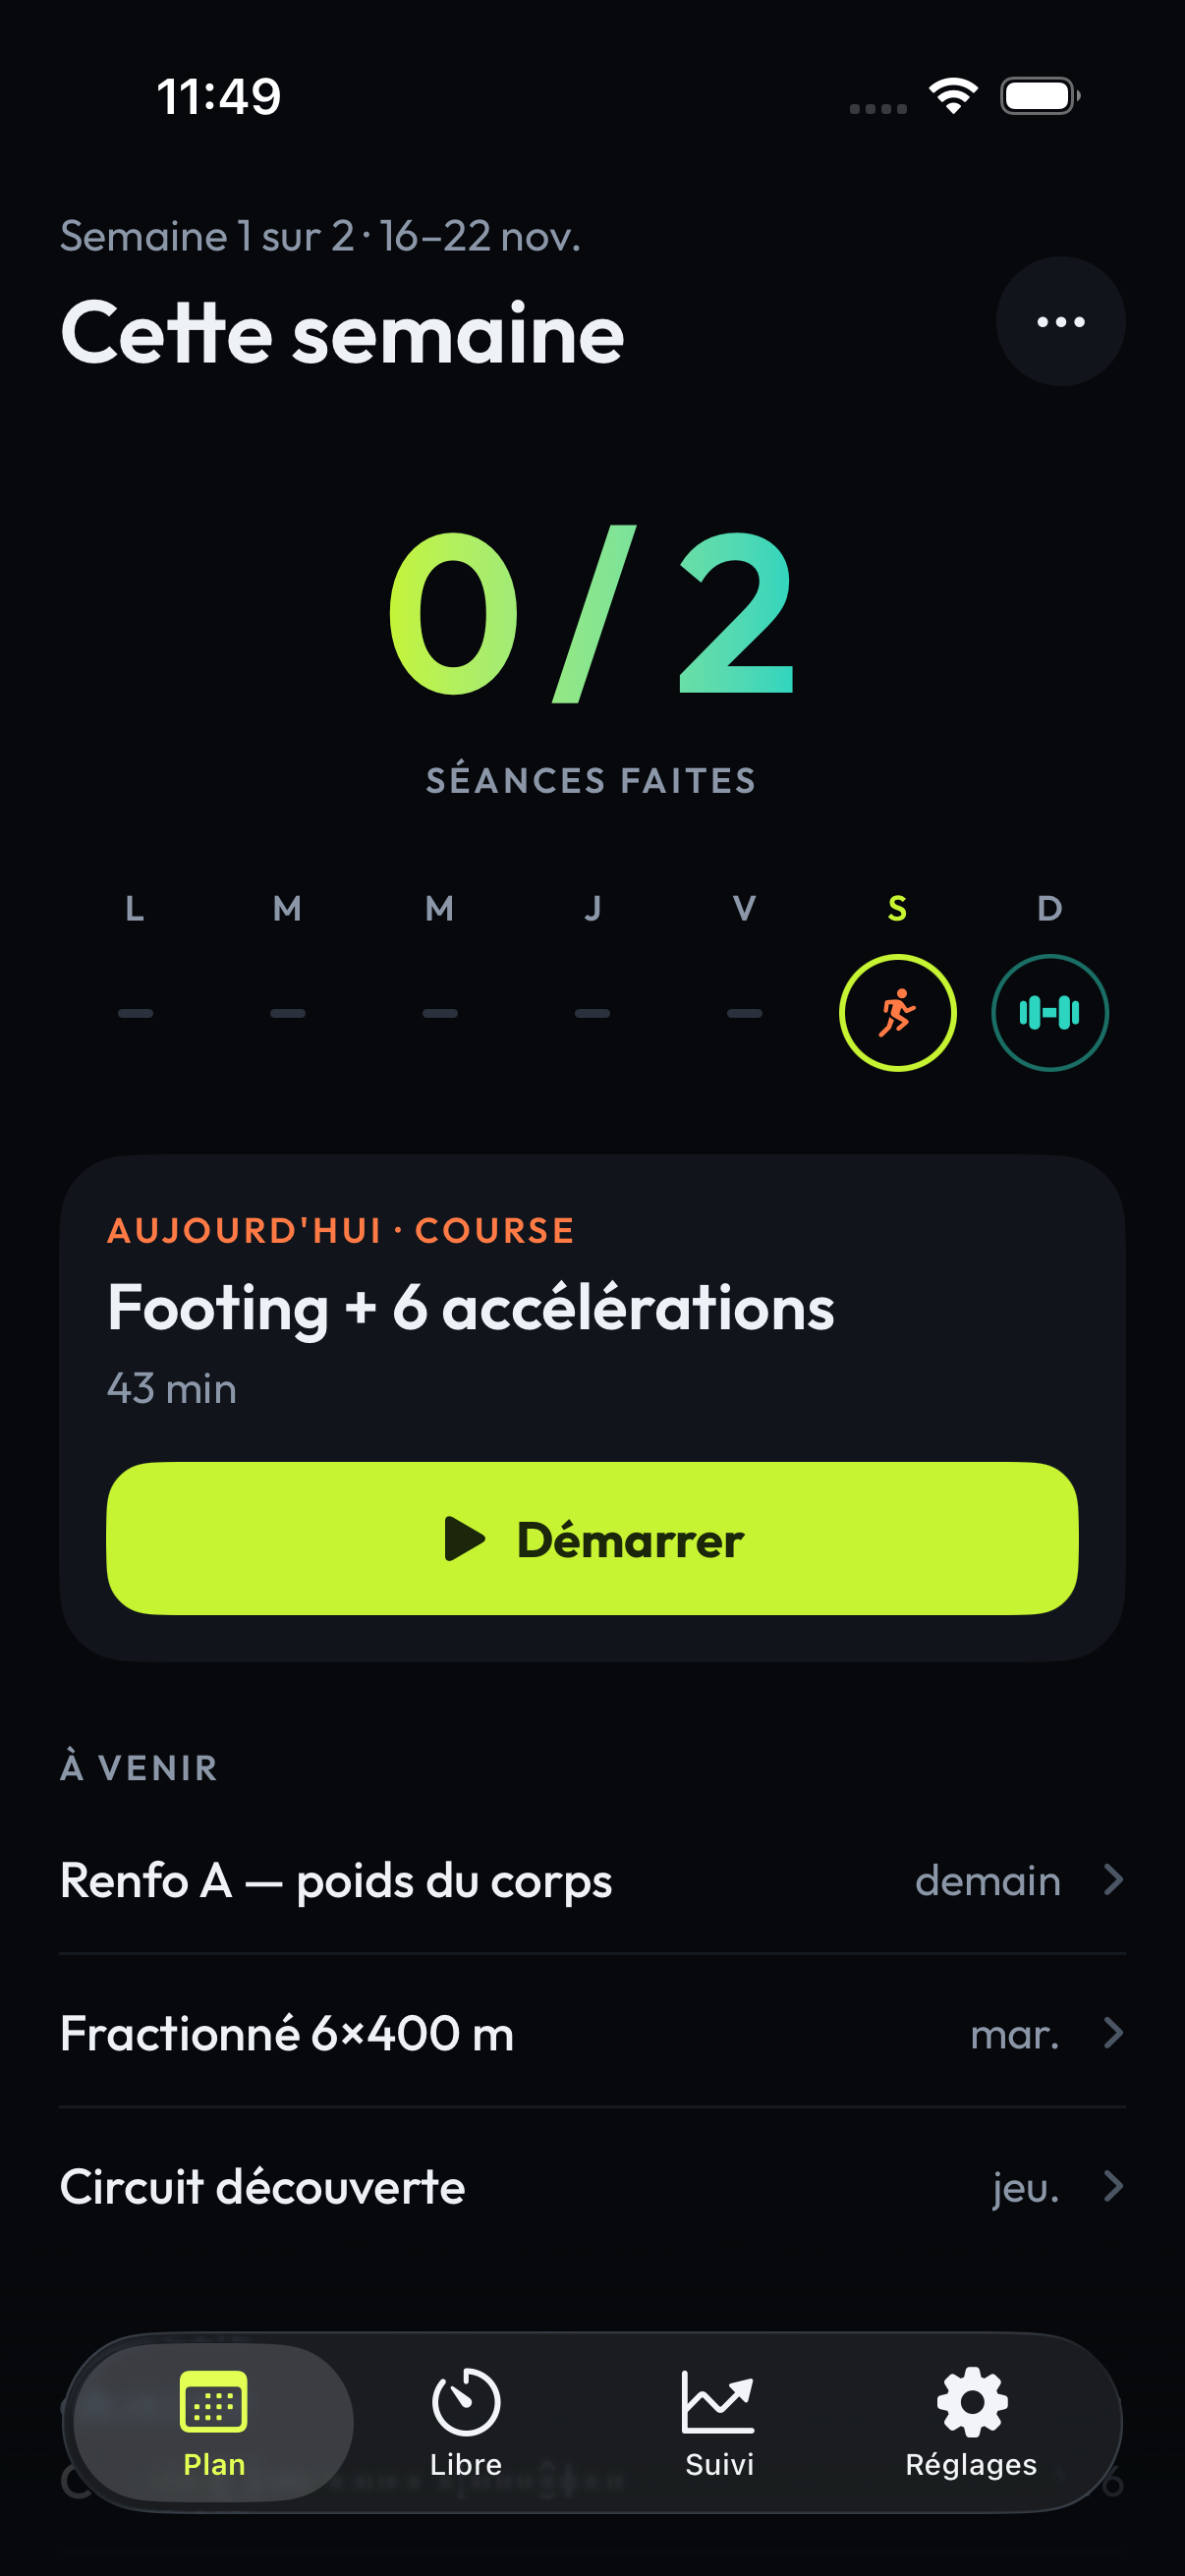 11:49
Semaine 1 sur 2 · 16–22 nov.
Cette semaine
0/2
SÉANCES FAITES
L M M J V S D
AUJOURD'HUI · COURSE
Footing + 6 accélérations
43 min
Démarrer
À VENIR
Renfo A — poids du corps demain
Fractionné 6×400 m mar.
Circuit découverte jeu.
Plan Libre Suivi Réglages